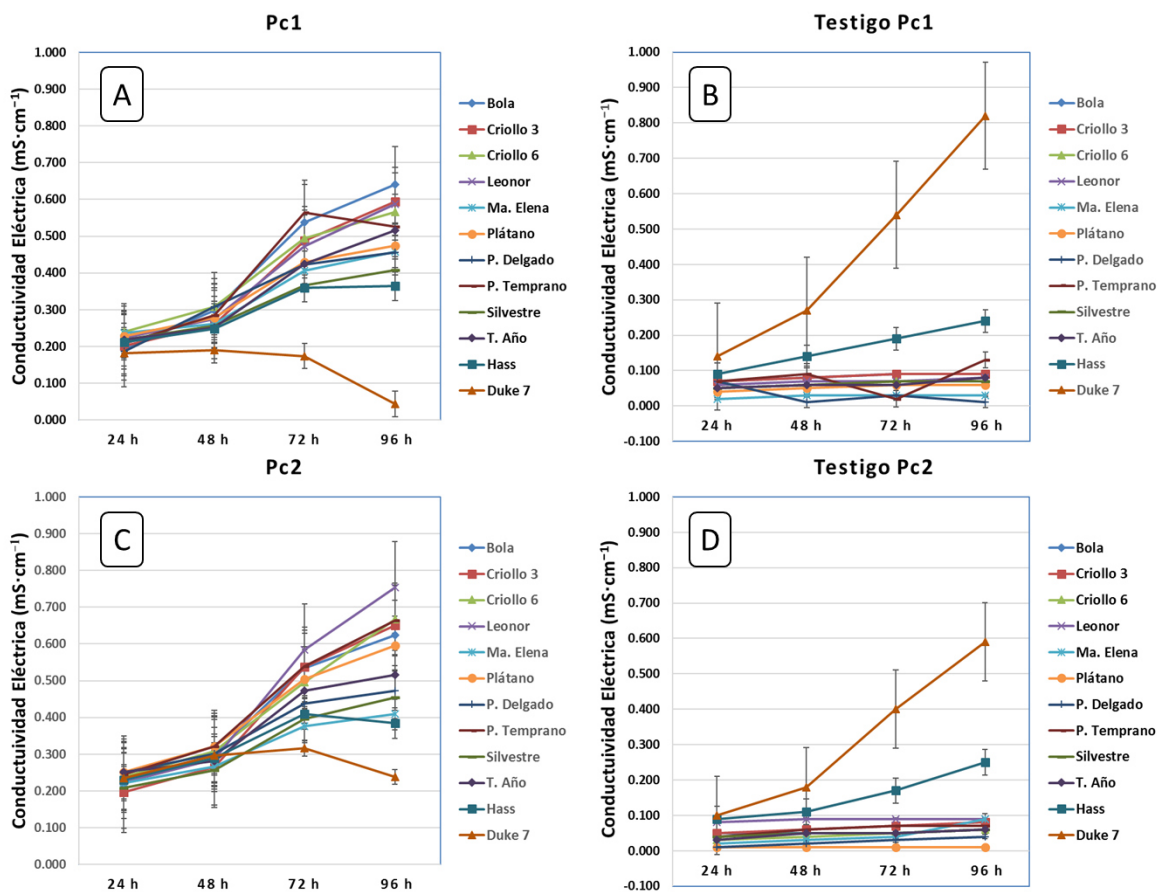 Pc1
A
Conductuividad Eléctrica (mS·cm⁻¹)
1.000
0.900
0.800
0.700
0.600
0.500
0.400
0.300
0.200
0.100
0.000
24 h 48 h 72 h 96 h
Bola
Criollo 3
Criollo 6
Leonor
Ma. Elena
Plátano
P. Delgado
P. Temprano
Silvestre
T. Año
Hass
Duke 7
Testigo Pc1
B
Conductuividad Eléctrica (mS·cm⁻¹)
1.000
0.900
0.800
0.700
0.600
0.500
0.400
0.300
0.200
0.100
0.000
-0.100
24 h 48 h 72 h 96 h
Bola
Criollo 3
Criollo 6
Leonor
Ma. Elena
Plátano
P. Delgado
P. Temprano
Silvestre
T. Año
Hass
Duke 7
Pc2
C
Conductuividad Eléctrica (mS·cm⁻¹)
1.000
0.900
0.800
0.700
0.600
0.500
0.400
0.300
0.200
0.100
0.000
24 h 48 h 72 h 96 h
Bola
Criollo 3
Criollo 6
Leonor
Ma. Elena
Plátano
P. Delgado
P. Temprano
Silvestre
T. Año
Hass
Duke 7
Testigo Pc2
D
Conductuividad Eléctrica (mS·cm⁻¹)
1.000
0.900
0.800
0.700
0.600
0.500
0.400
0.300
0.200
0.100
0.000
-0.100
24 h 48 h 72 h 96 h
Bola
Criollo 3
Criollo 6
Leonor
Ma. Elena
Plátano
P. Delgado
P. Temprano
Silvestre
T. Año
Hass
Duke 7